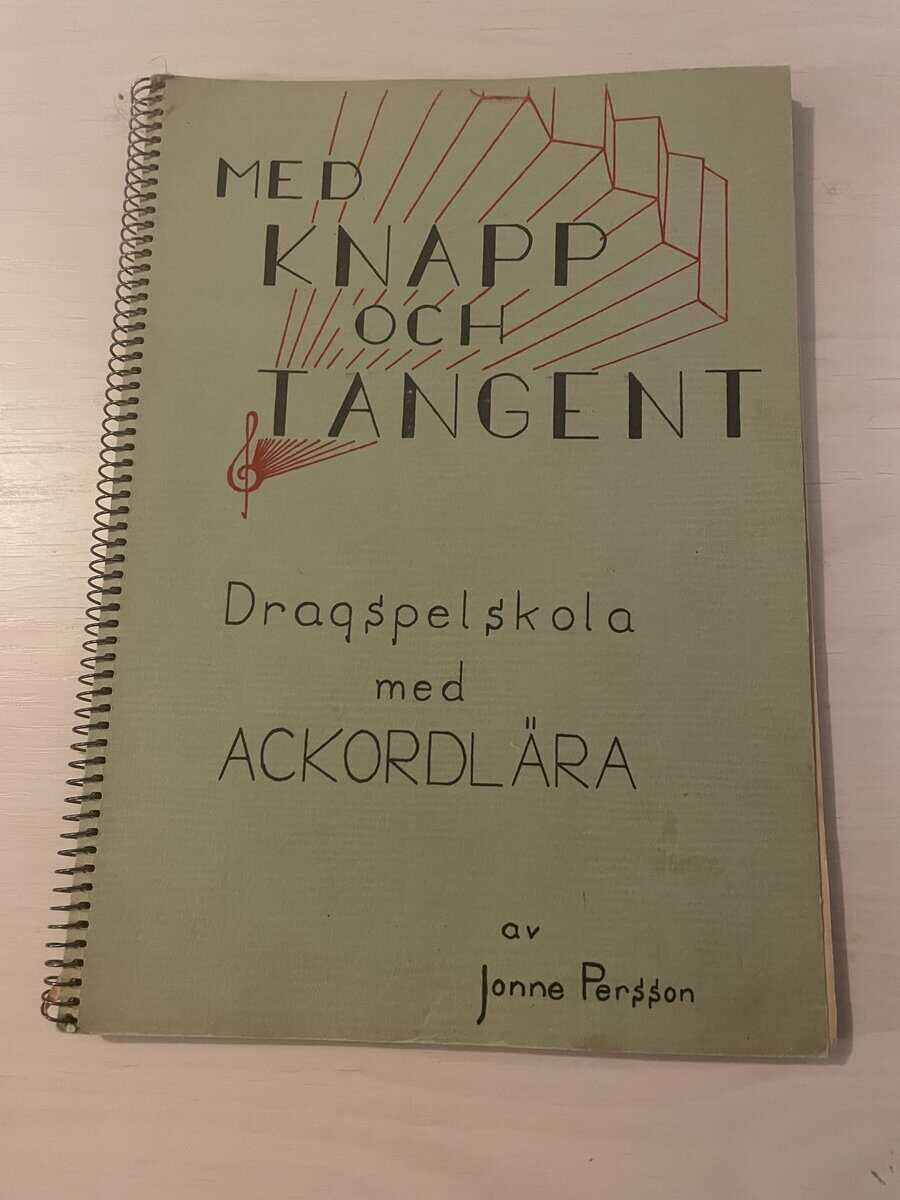 MED
KNAPP
OCH
TANGENT
Dragspelskola
med
ACKORDLÄRA
av
Jonne Persson